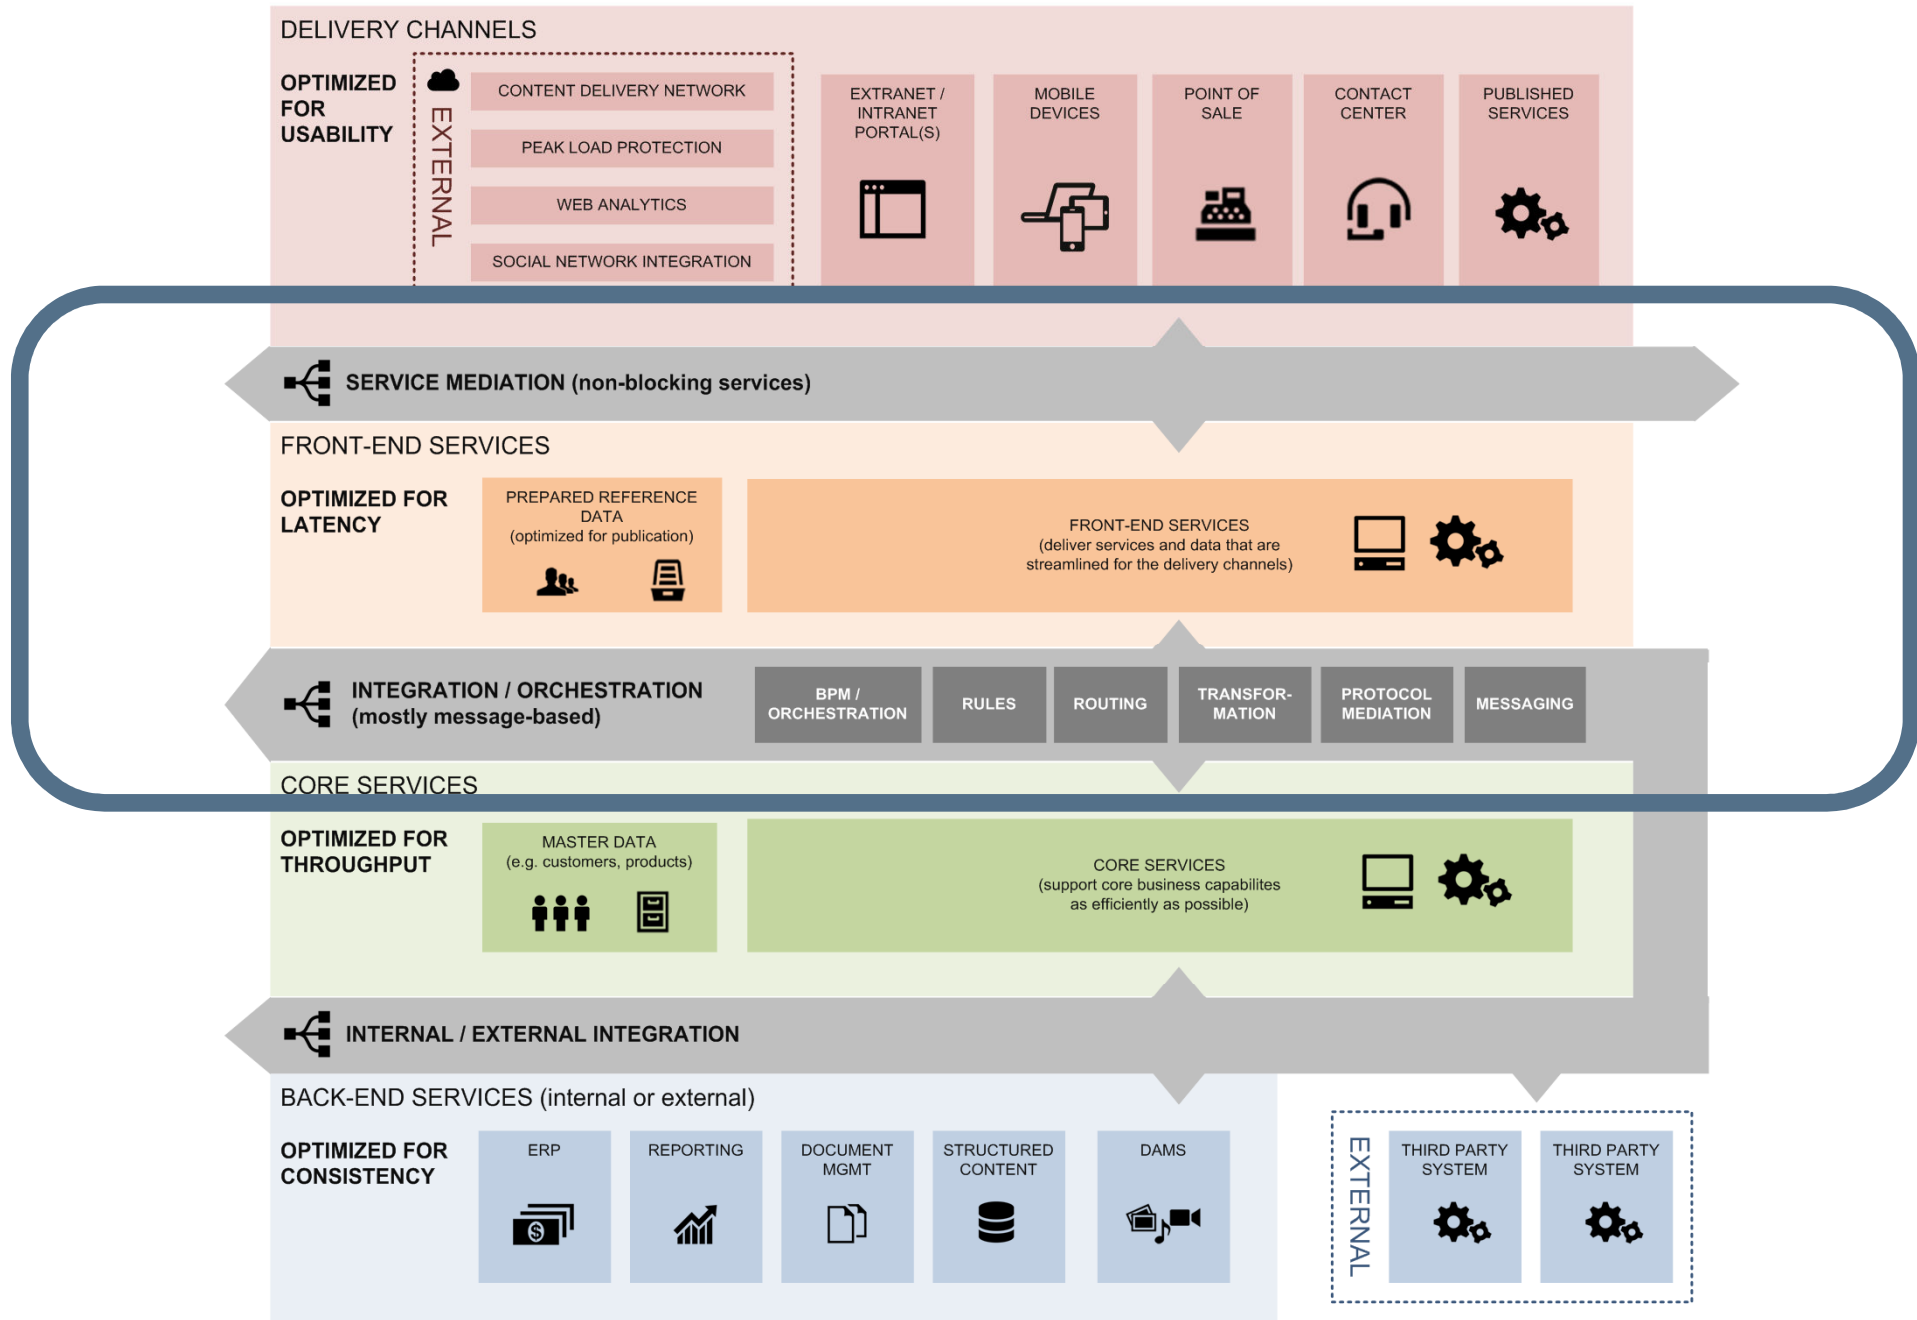 DELIVERY CHANNELS
OPTIMIZED
FOR
USABILITY
EXTERNAL
CONTENT DELIVERY NETWORK
PEAK LOAD PROTECTION
WEB ANALYTICS
SOCIAL NETWORK INTEGRATION
EXTRANET /
INTRANET
PORTAL(S)
MOBILE
DEVICES
POINT OF
SALE
CONTACT
CENTER
PUBLISHED
SERVICES
SERVICE MEDIATION (non-blocking services)
FRONT-END SERVICES
OPTIMIZED FOR
LATENCY
PREPARED REFERENCE
DATA
(optimized for publication)
FRONT-END SERVICES
(deliver services and data that are
streamlined for the delivery channels)
INTEGRATION / ORCHESTRATION
(mostly message-based)
BPM /
ORCHESTRATION
RULES
ROUTING
TRANSFOR-
MATION
PROTOCOL
MEDIATION
MESSAGING
CORE SERVICES
OPTIMIZED FOR
THROUGHPUT
MASTER DATA
(e.g. customers, products)
CORE SERVICES
(support core business capabilites
as efficiently as possible)
INTERNAL / EXTERNAL INTEGRATION
BACK-END SERVICES (internal or external)
OPTIMIZED FOR
CONSISTENCY
ERP
REPORTING
DOCUMENT
MGMT
STRUCTURED
CONTENT
DAMS
EXTERNAL
THIRD PARTY
SYSTEM
THIRD PARTY
SYSTEM